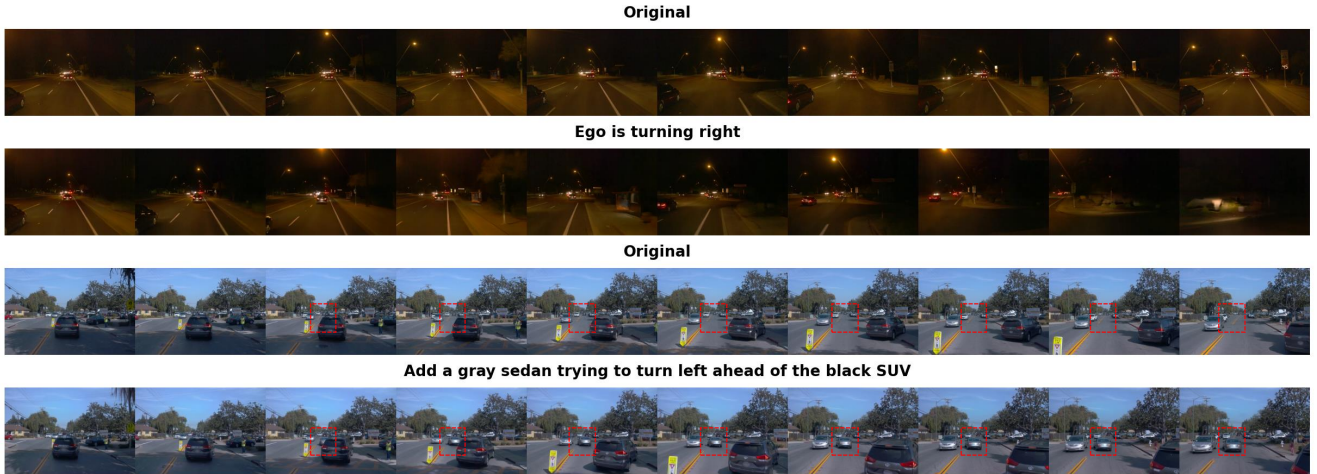 Original
Ego is turning right
Original
Add a gray sedan trying to turn left ahead of the black SUV